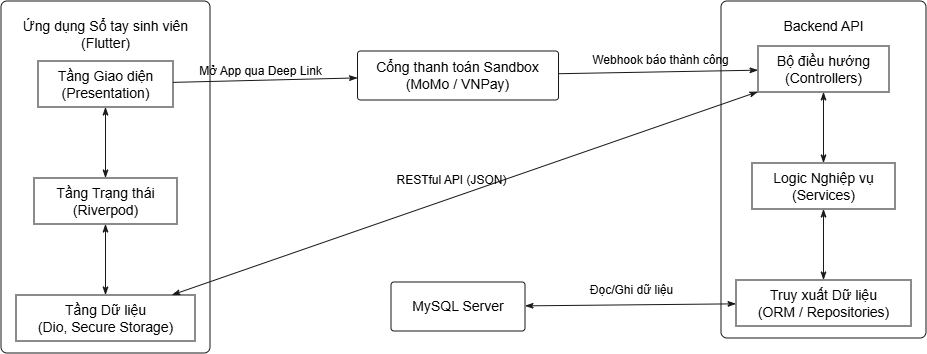 Ứng dụng Sổ tay sinh viên
(Flutter)
Tầng Giao diện
(Presentation)
Tầng Trạng thái
(Riverpod)
Tầng Dữ liệu
(Dio, Secure Storage)
Mở App qua Deep Link
Cổng thanh toán Sandbox
(MoMo / VNPay)
Webhook báo thành công
RESTful API (JSON)
MySQL Server
Đọc/Ghi dữ liệu
Backend API
Bộ điều hướng
(Controllers)
Logic Nghiệp vụ
(Services)
Truy xuất Dữ liệu
(ORM / Repositories)